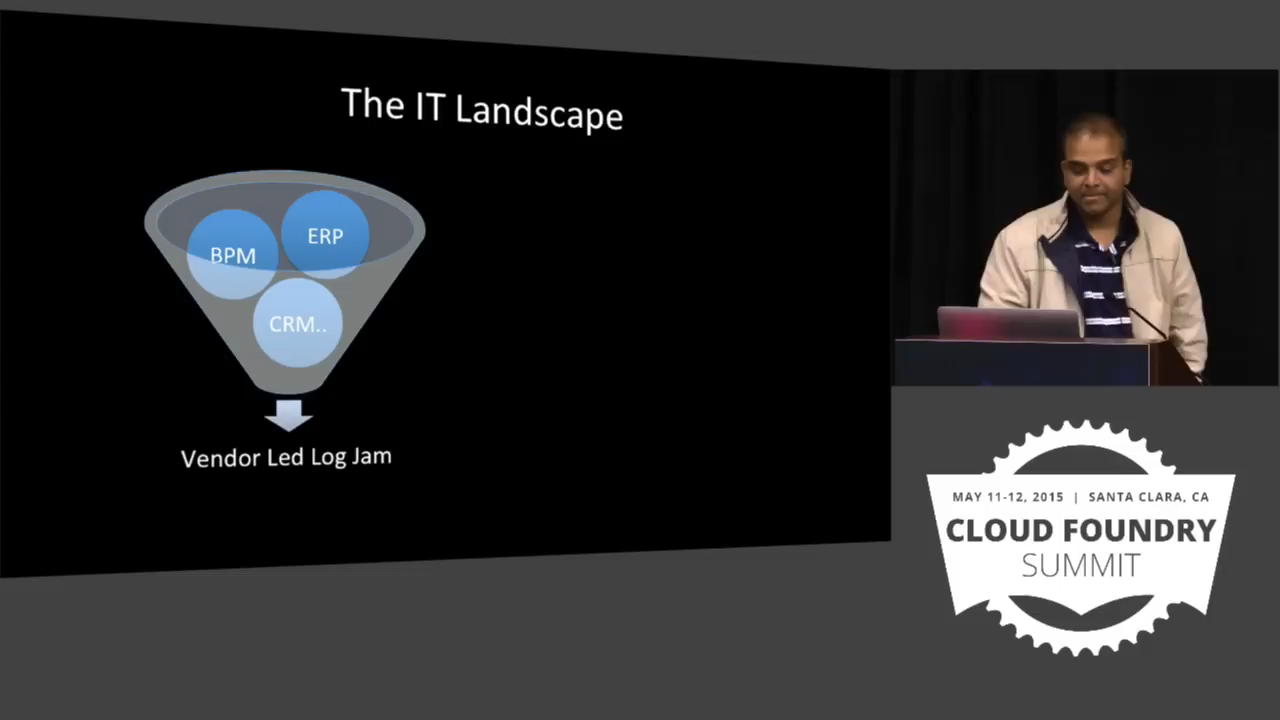 The IT Landscape
BPM
ERP
CRM..
Vendor Led Log Jam
MAY 11-12, 2015 | SANTA CLARA, CA
CLOUD FOUNDRY
SUMMIT